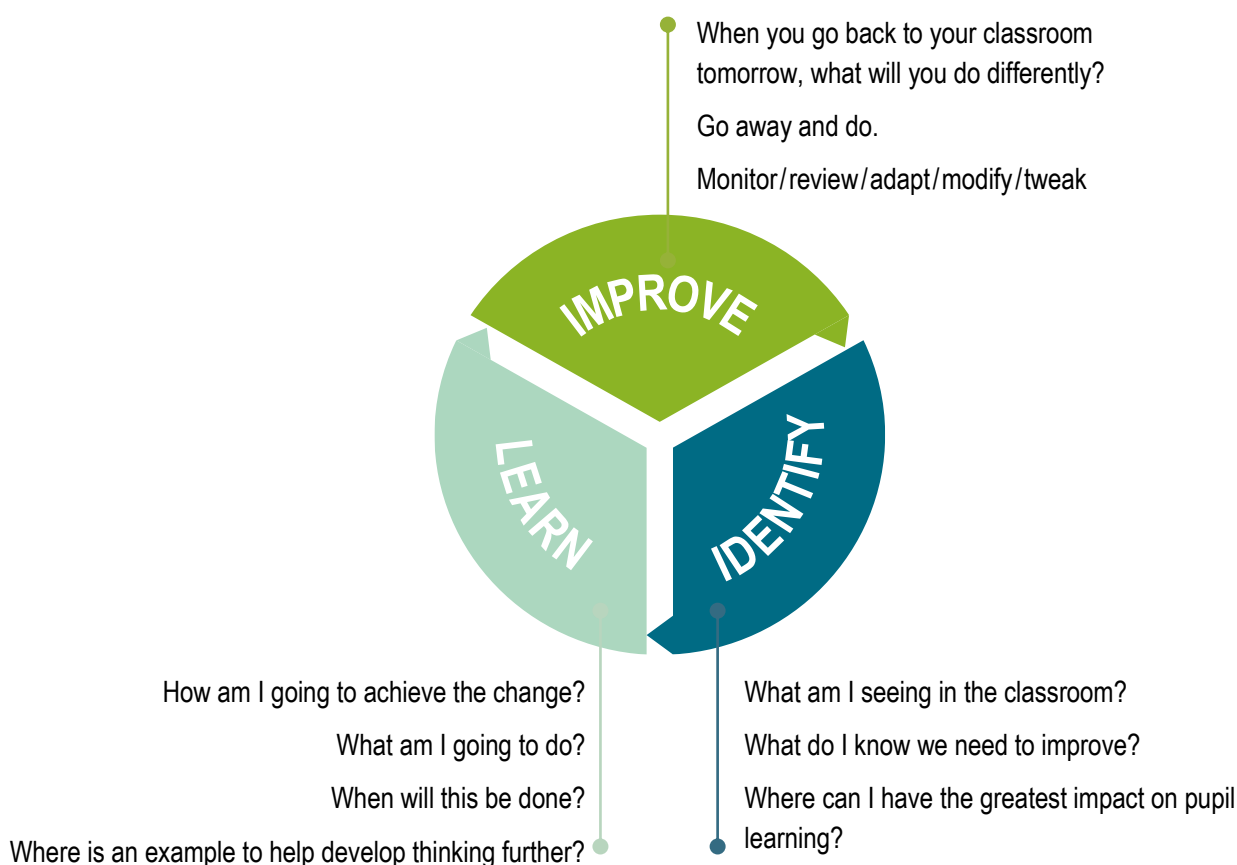 When you go back to your classroom
tomorrow, what will you do differently?
Go away and do.
Monitor/review/adapt/modify/tweak
IMPROVE
LEARN
IDENTIFY
How am I going to achieve the change?
What am I going to do?
When will this be done?
Where is an example to help develop thinking further?
What am I seeing in the classroom?
What do I know we need to improve?
Where can I have the greatest impact on pupil
learning?